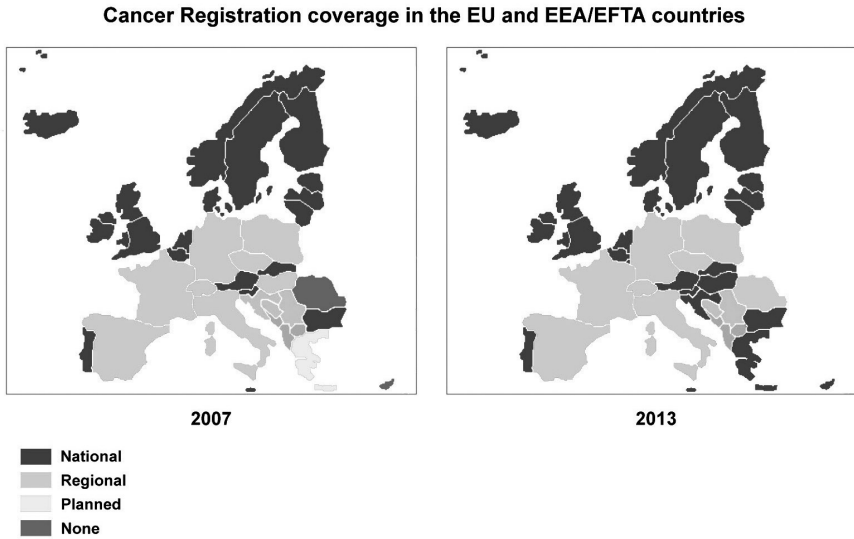 Cancer Registration coverage in the EU and EEA/EFTA countries
2007
2013
National
Regional
Planned
None